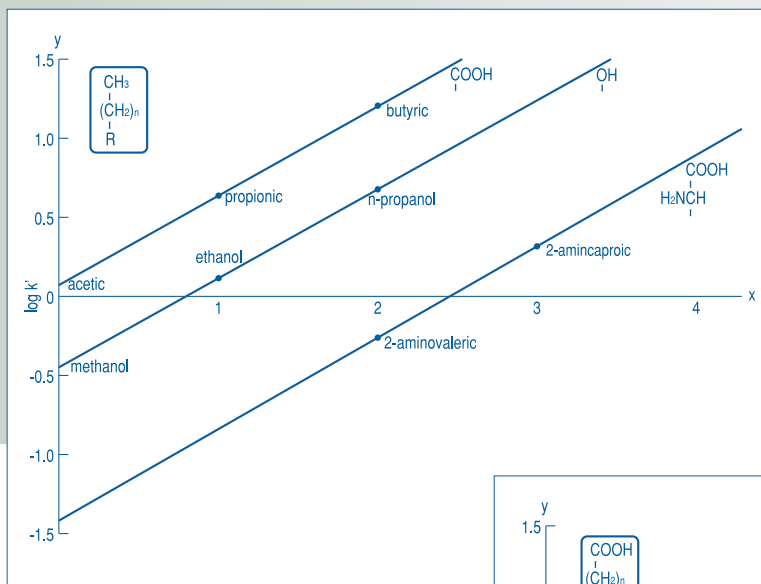 y
1.5
CH₃
(CH₂)n
R
COOH
OH
1.0
butyric
COOH
H₂NCH
propionic
n-propanol
0.5
ethanol
2-amincaproic
acetic
log k'
0
1
2
3
4
x
2-aminovaleric
methanol
-0.5
-1.0
-1.5
y
1.5
COOH
(CH₂)n